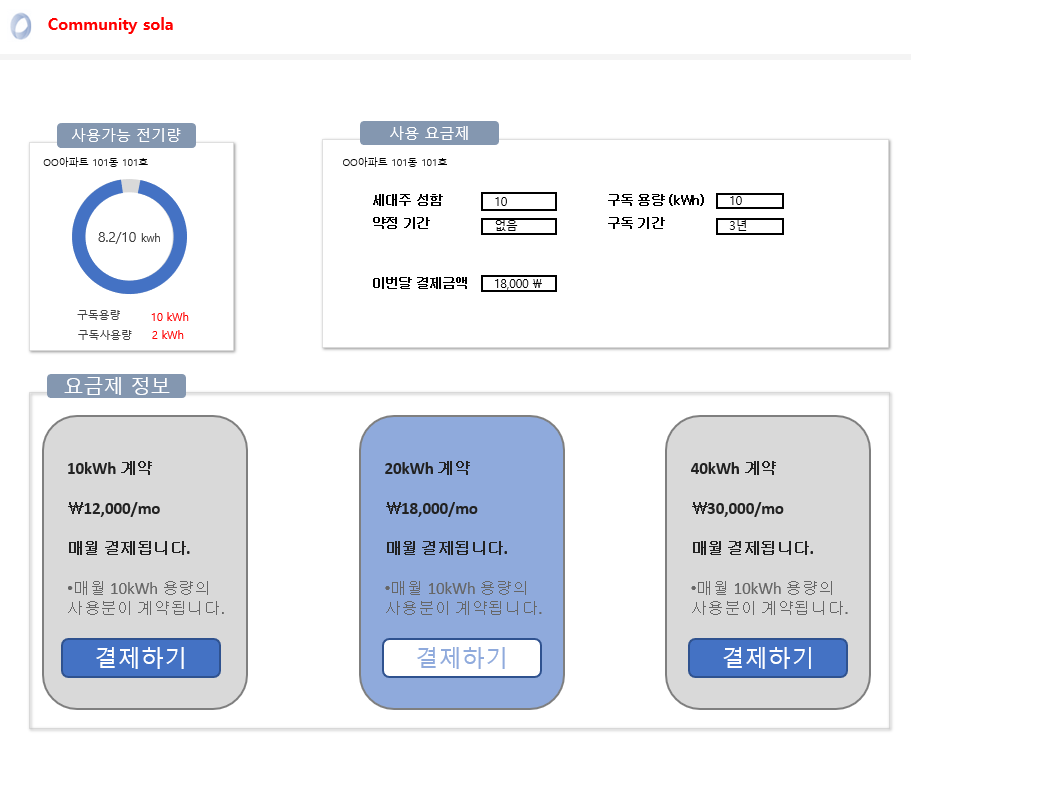 Community sola
사용가능 전기량
OO아파트 101동 101호
8.2/10 kwh
구독용량 10 kWh
구독사용량 2 kWh
사용 요금제
OO아파트 101동 101호
세대주 성함 10 구독 용량 (kWh) 10
약정 기간 없음 구독 기간 3년
이번달 결제금액 18,000 ₩
요금제 정보
10kWh 계약
₩12,000/mo
매월 결제됩니다.
•매월 10kWh 용량의
사용분이 계약됩니다.
결제하기
20kWh 계약
₩18,000/mo
매월 결제됩니다.
•매월 10kWh 용량의
사용분이 계약됩니다.
결제하기
40kWh 계약
₩30,000/mo
매월 결제됩니다.
•매월 10kWh 용량의
사용분이 계약됩니다.
결제하기